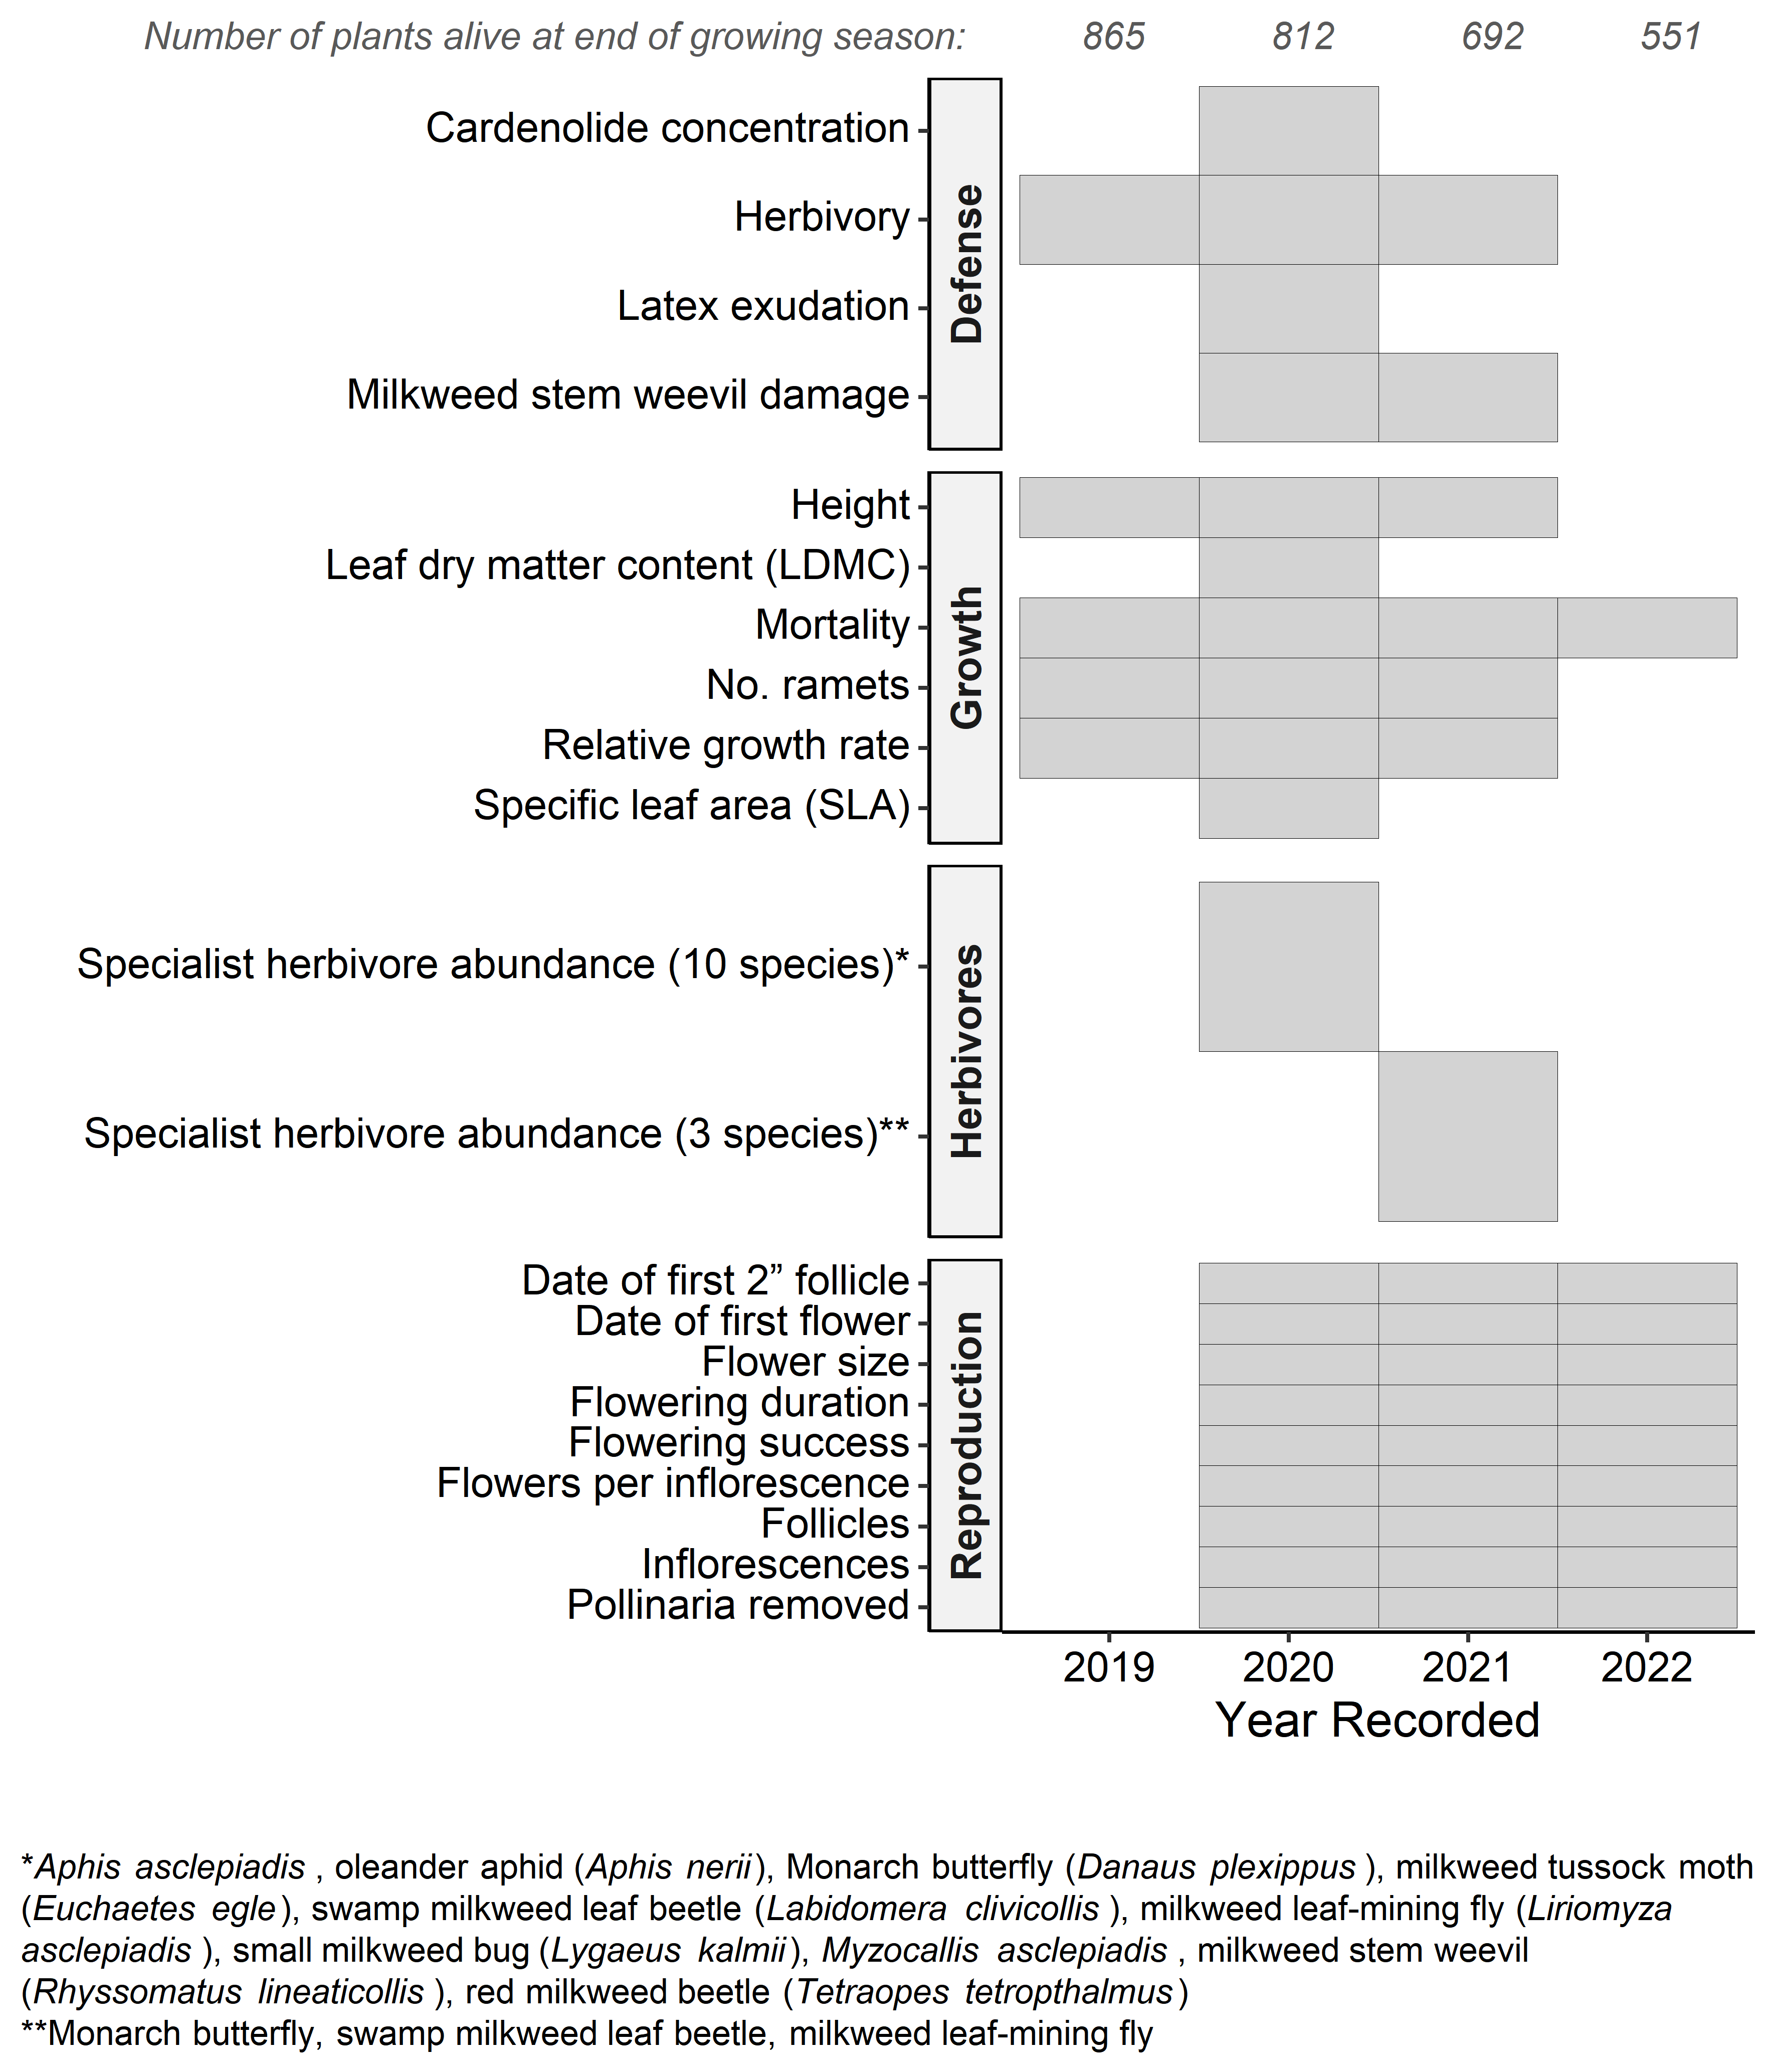 Number of plants alive at end of growing season: 865 812 692 551
Defense
Cardenolide concentration
Herbivory
Latex exudation
Milkweed stem weevil damage
Growth
Height
Leaf dry matter content (LDMC)
Mortality
No. ramets
Relative growth rate
Specific leaf area (SLA)
Herbivores
Specialist herbivore abundance (10 species)*
Specialist herbivore abundance (3 species)**
Reproduction
Date of first 2” follicle
Date of first flower
Flower size
Flowering duration
Flowering success
Flowers per inflorescence
Follicles
Inflorescences
Pollinaria removed
2019 2020 2021 2022
Year Recorded
*Aphis asclepiadis , oleander aphid (Aphis nerii), Monarch butterfly (Danaus plexippus ), milkweed tussock moth
(Euchaetes egle), swamp milkweed leaf beetle (Labidomera clivicollis ), milkweed leaf-mining fly (Liriomyza
asclepiadis ), small milkweed bug (Lygaeus kalmii), Myzocallis asclepiadis , milkweed stem weevil
(Rhyssomatus lineaticollis ), red milkweed beetle (Tetraopes tetropthalmus)
**Monarch butterfly, swamp milkweed leaf beetle, milkweed leaf-mining fly